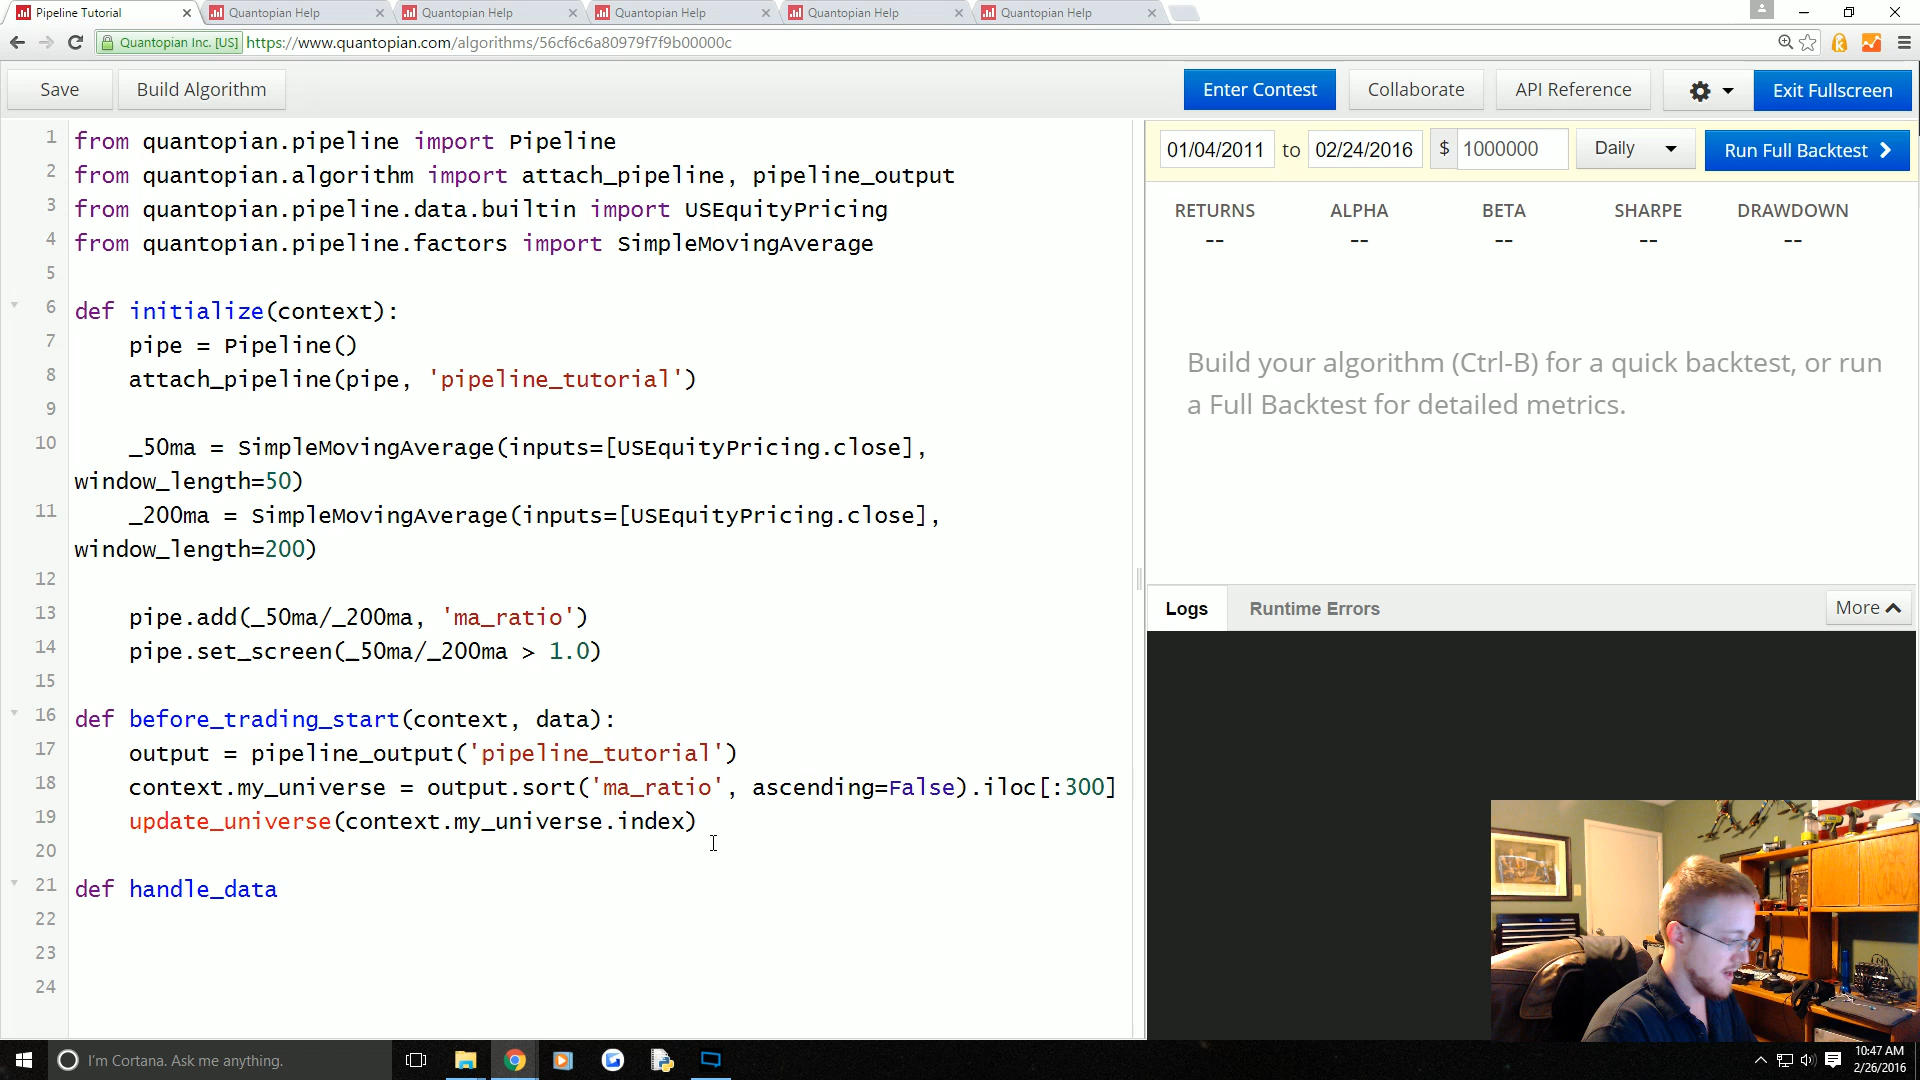 Pipeline Tutorial
Quantopian Help
Quantopian Help
Quantopian Help
Quantopian Help
Quantopian Help
Quantopian Inc. [US] https://www.quantopian.com/algorithms/56cf6c6a80979f7f9b00000c
Save
Build Algorithm
Enter Contest
Collaborate
API Reference
Exit Fullscreen
1 from quantopian.pipeline import Pipeline
2 from quantopian.algorithm import attach_pipeline, pipeline_output
3 from quantopian.pipeline.data.builtin import USEquityPricing
4 from quantopian.pipeline.factors import SimpleMovingAverage
5
6 def initialize(context):
7 pipe = Pipeline()
8 attach_pipeline(pipe, 'pipeline_tutorial')
9
10 _50ma = SimpleMovingAverage(inputs=[USEquityPricing.close],
window_length=50)
11 _200ma = SimpleMovingAverage(inputs=[USEquityPricing.close],
window_length=200)
12
13 pipe.add(_50ma/_200ma, 'ma_ratio')
14 pipe.set_screen(_50ma/_200ma > 1.0)
15
16 def before_trading_start(context, data):
17 output = pipeline_output('pipeline_tutorial')
18 context.my_universe = output.sort('ma_ratio', ascending=False).iloc[:300]
19 update_universe(context.my_universe.index)
20
21 def handle_data
22
23
24
01/04/2011 to 02/24/2016 $ 1000000 Daily Run Full Backtest
RETURNS ALPHA BETA SHARPE DRAWDOWN
-- -- -- -- --
Build your algorithm (Ctrl-B) for a quick backtest, or run
a Full Backtest for detailed metrics.
Logs Runtime Errors More
I'm Cortana. Ask me anything.
10:47 AM
2/26/2016